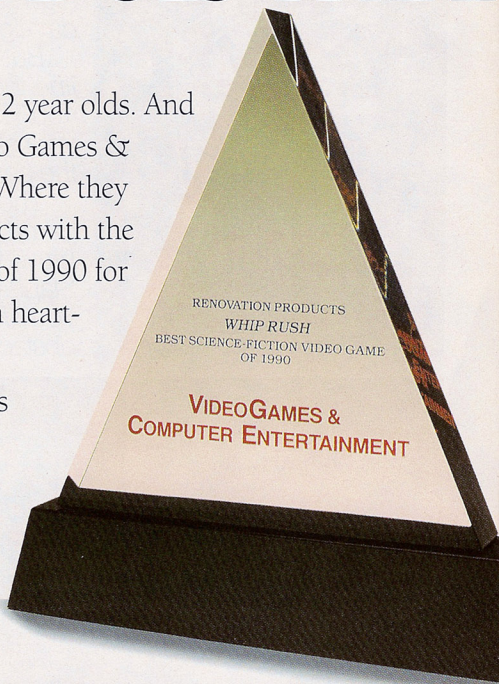 2 year olds. And
o Games &
Where they
cts with the
of 1990 for
heart-
s
RENOVATION PRODUCTS
WHIP RUSH
BEST SCIENCE-FICTION VIDEO GAME
OF 1990
VIDEOGAMES &
COMPUTER ENTERTAINMENT